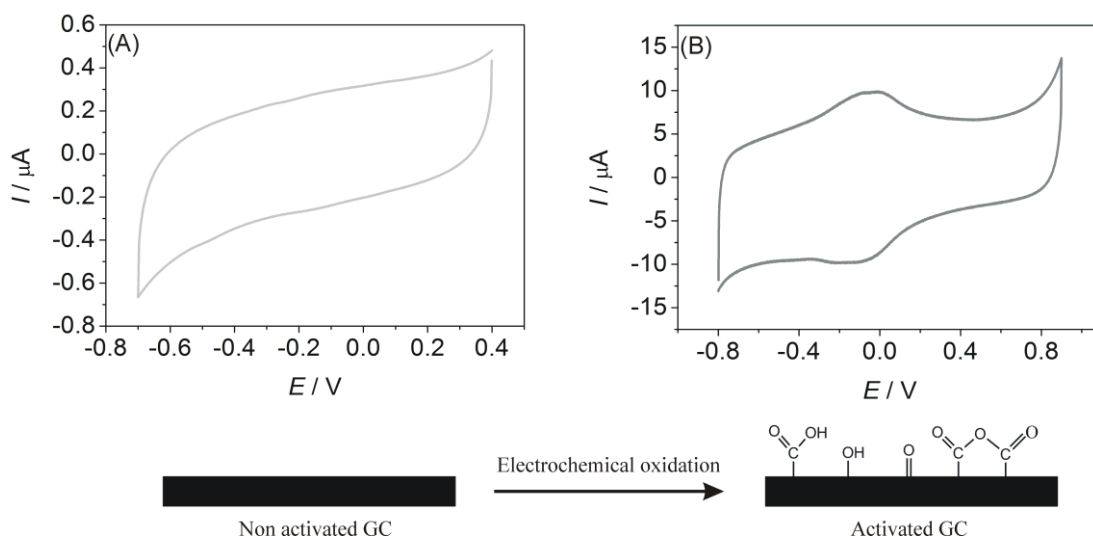 (A)
0.6
0.4
0.2
0.0
-0.2
-0.4
-0.6
-0.8
I / μA
-0.8 -0.6 -0.4 -0.2 0.0 0.2 0.4
E / V
(B)
15
10
5
0
-5
-10
-15
I / μA
-0.8 -0.4 0.0 0.4 0.8
E / V
O OH
C
OH
O
O O O
C C
Electrochemical oxidation
Non activated GC
Activated GC